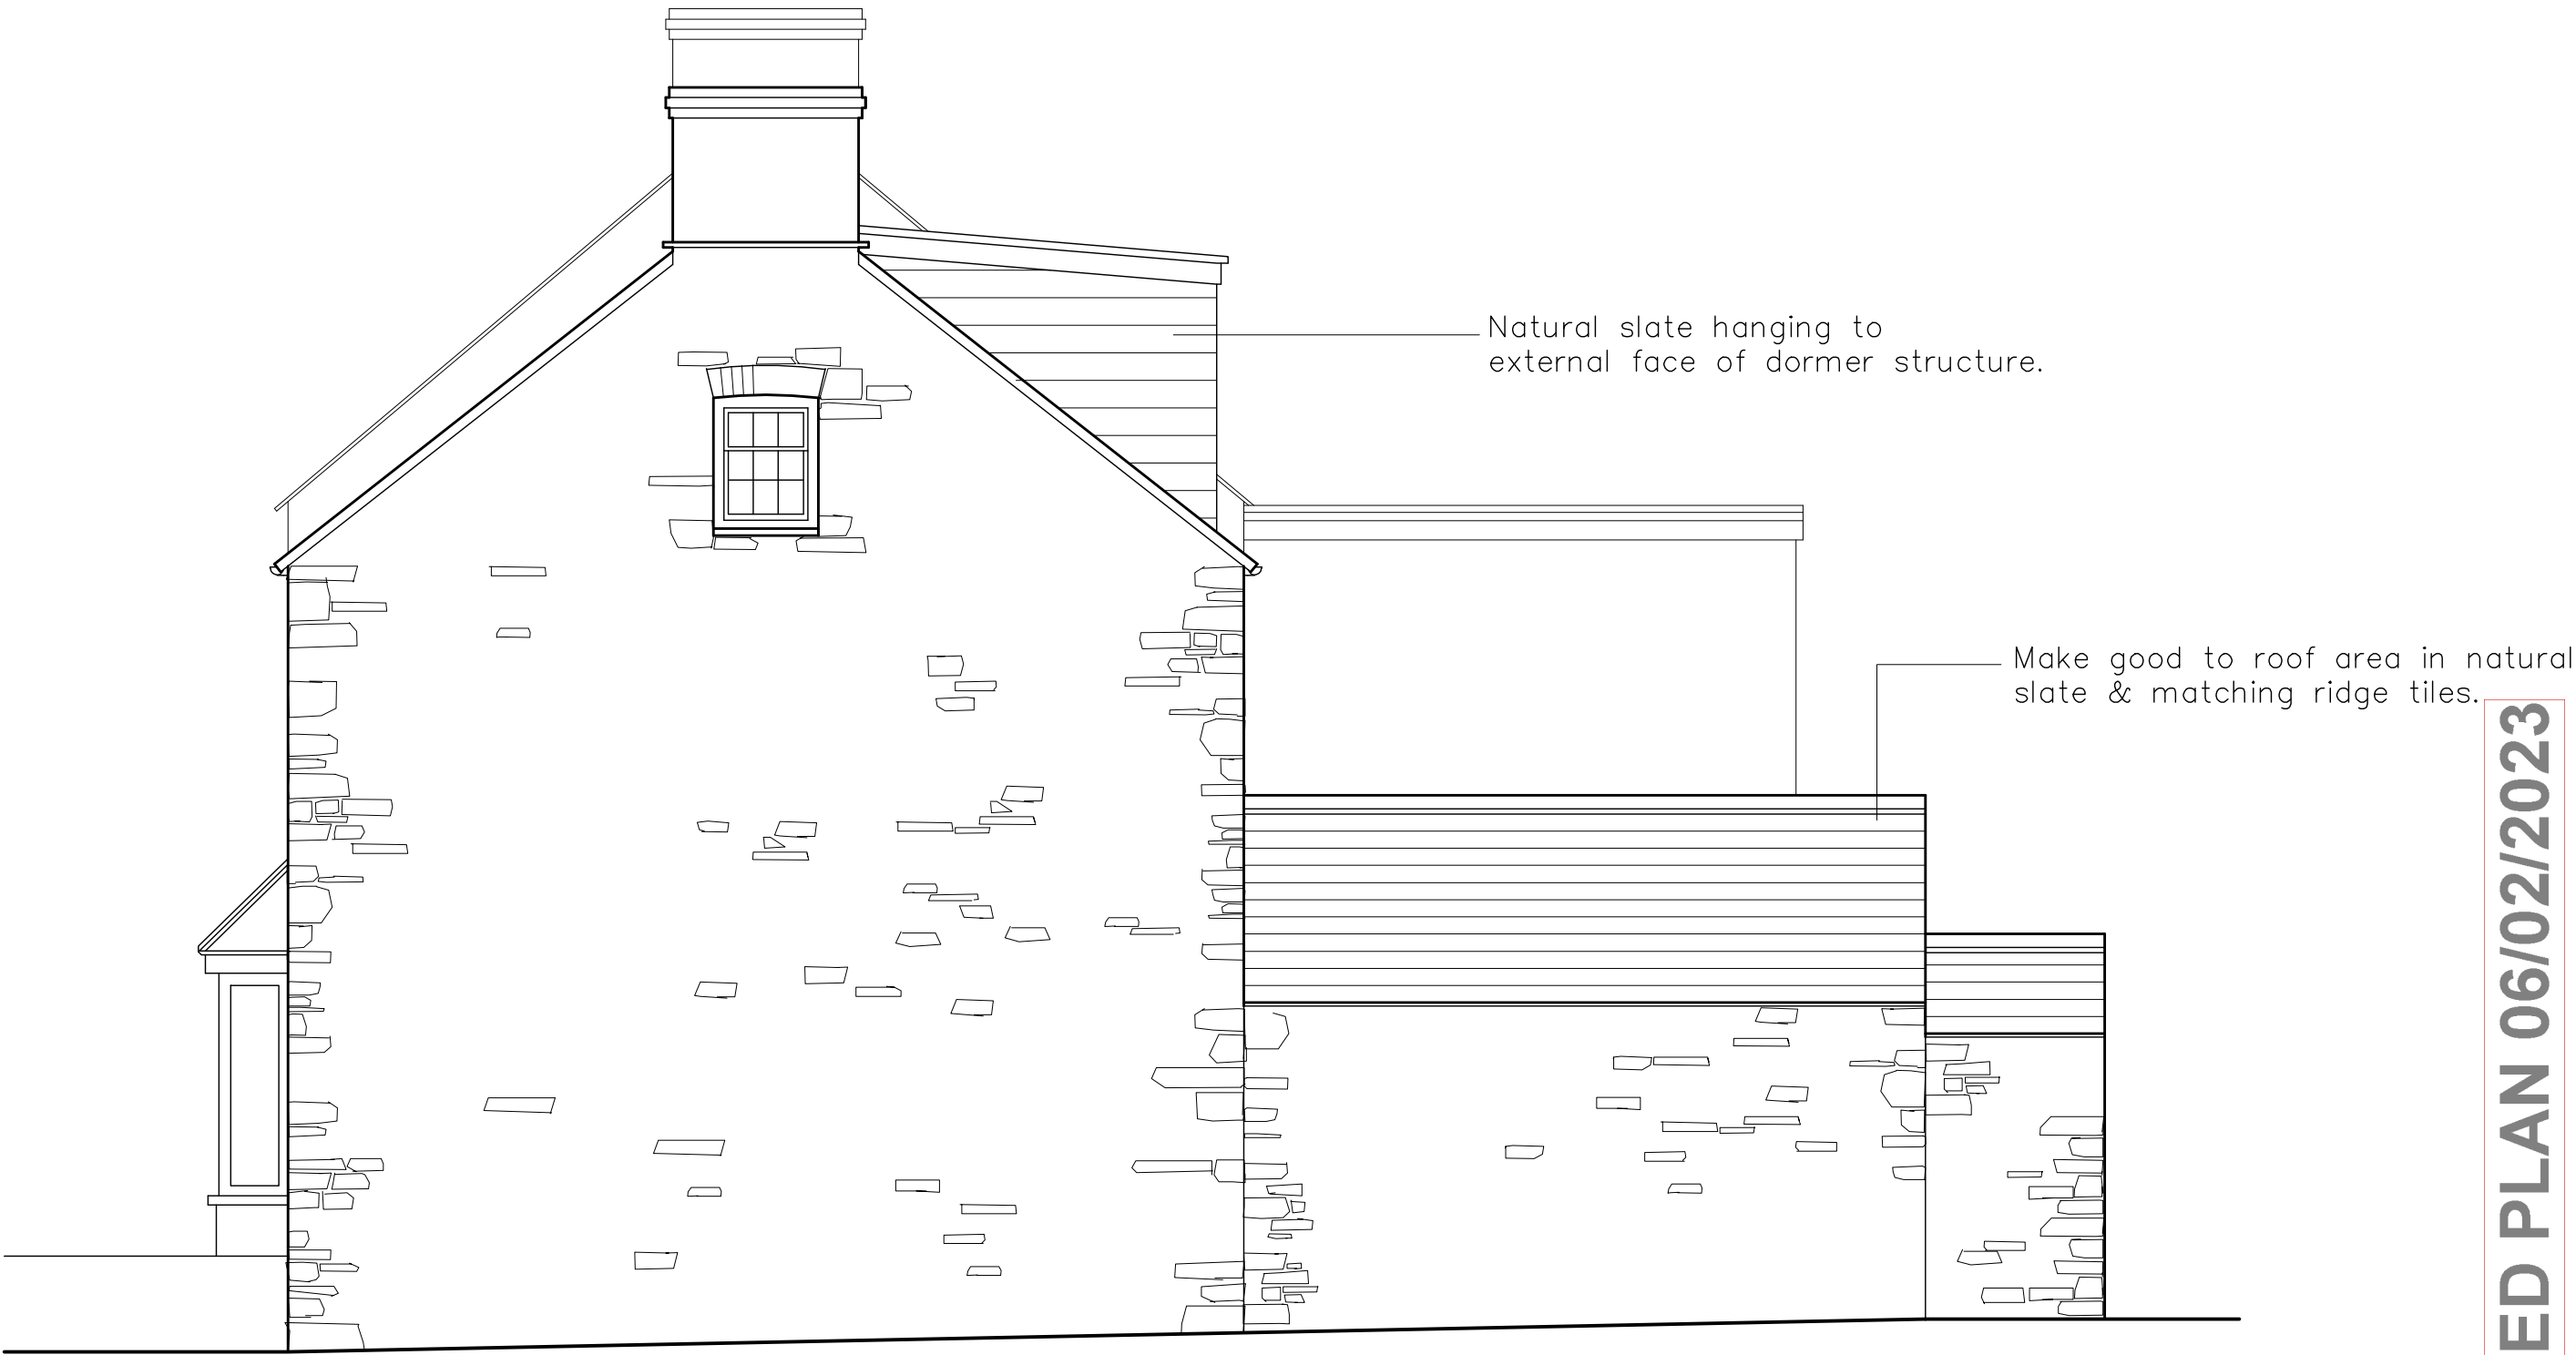 Natural slate hanging to
external face of dormer structure.
Make good to roof area in natural
slate & matching ridge tiles.
ED PLAN 06/02/2023